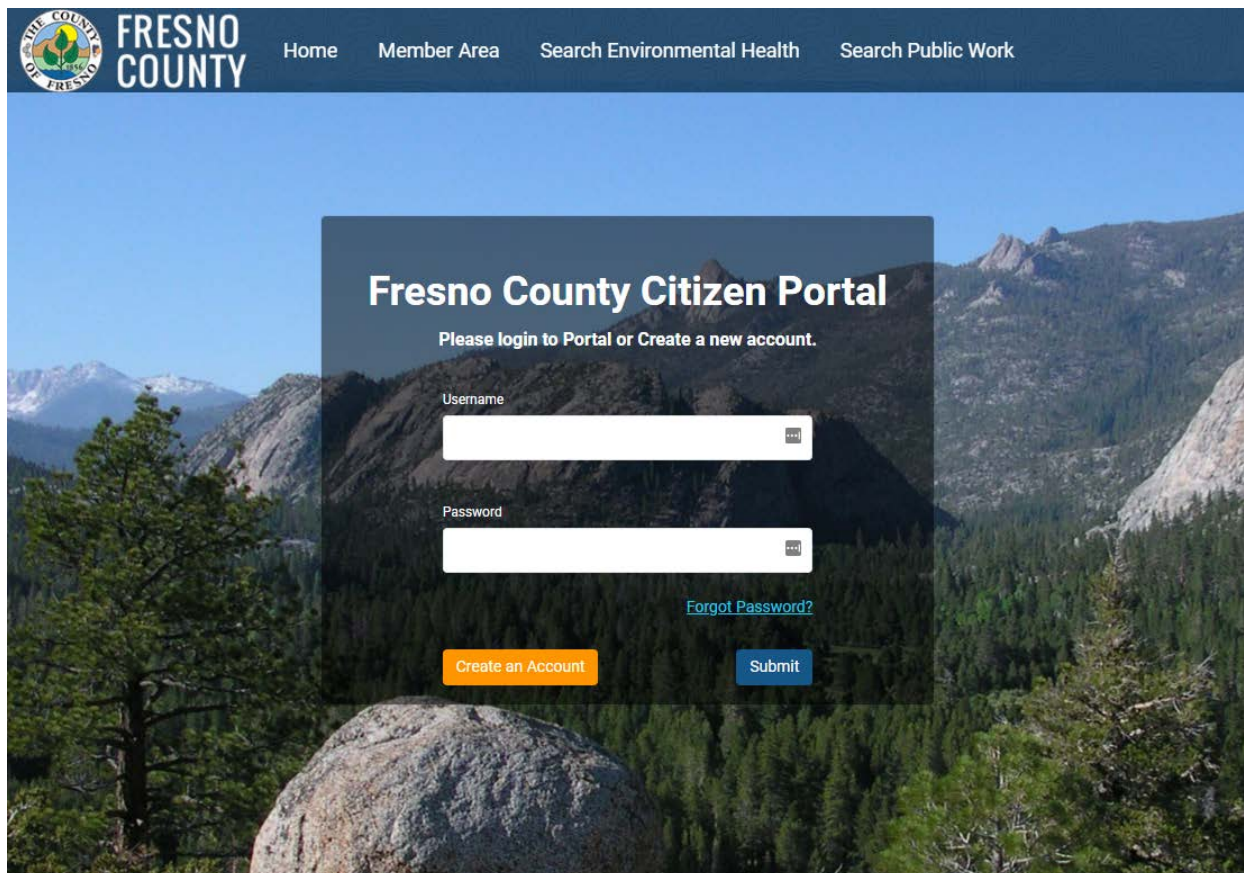 THE COUNTY
OF FRESNO
1856
FRESNO
COUNTY
Home Member Area Search Environmental Health Search Public Work
Fresno County Citizen Portal
Please login to Portal or Create a new account.
Username
Password
Forgot Password?
Create an Account Submit